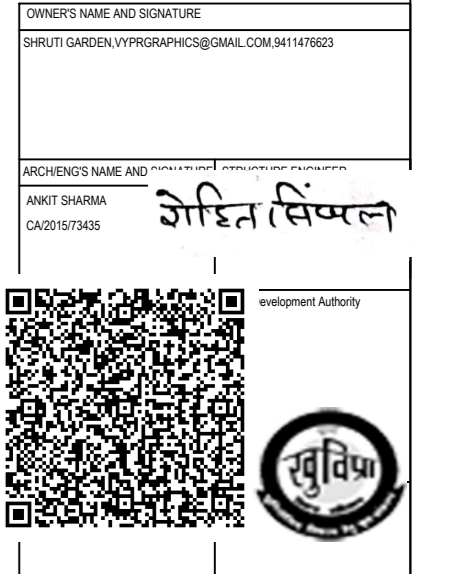 OWNER'S NAME AND SIGNATURE
SHRUTI GARDEN,VYPRGRAPHICS@GMAIL.COM,9411476623
ARCH/ENG'S NAME AND SIGNATURE STRUCTURE ENGINEER
ANKIT SHARMA
CA/2015/73435
रोहित सिंघल
evelopment Authority
खुविप्रा